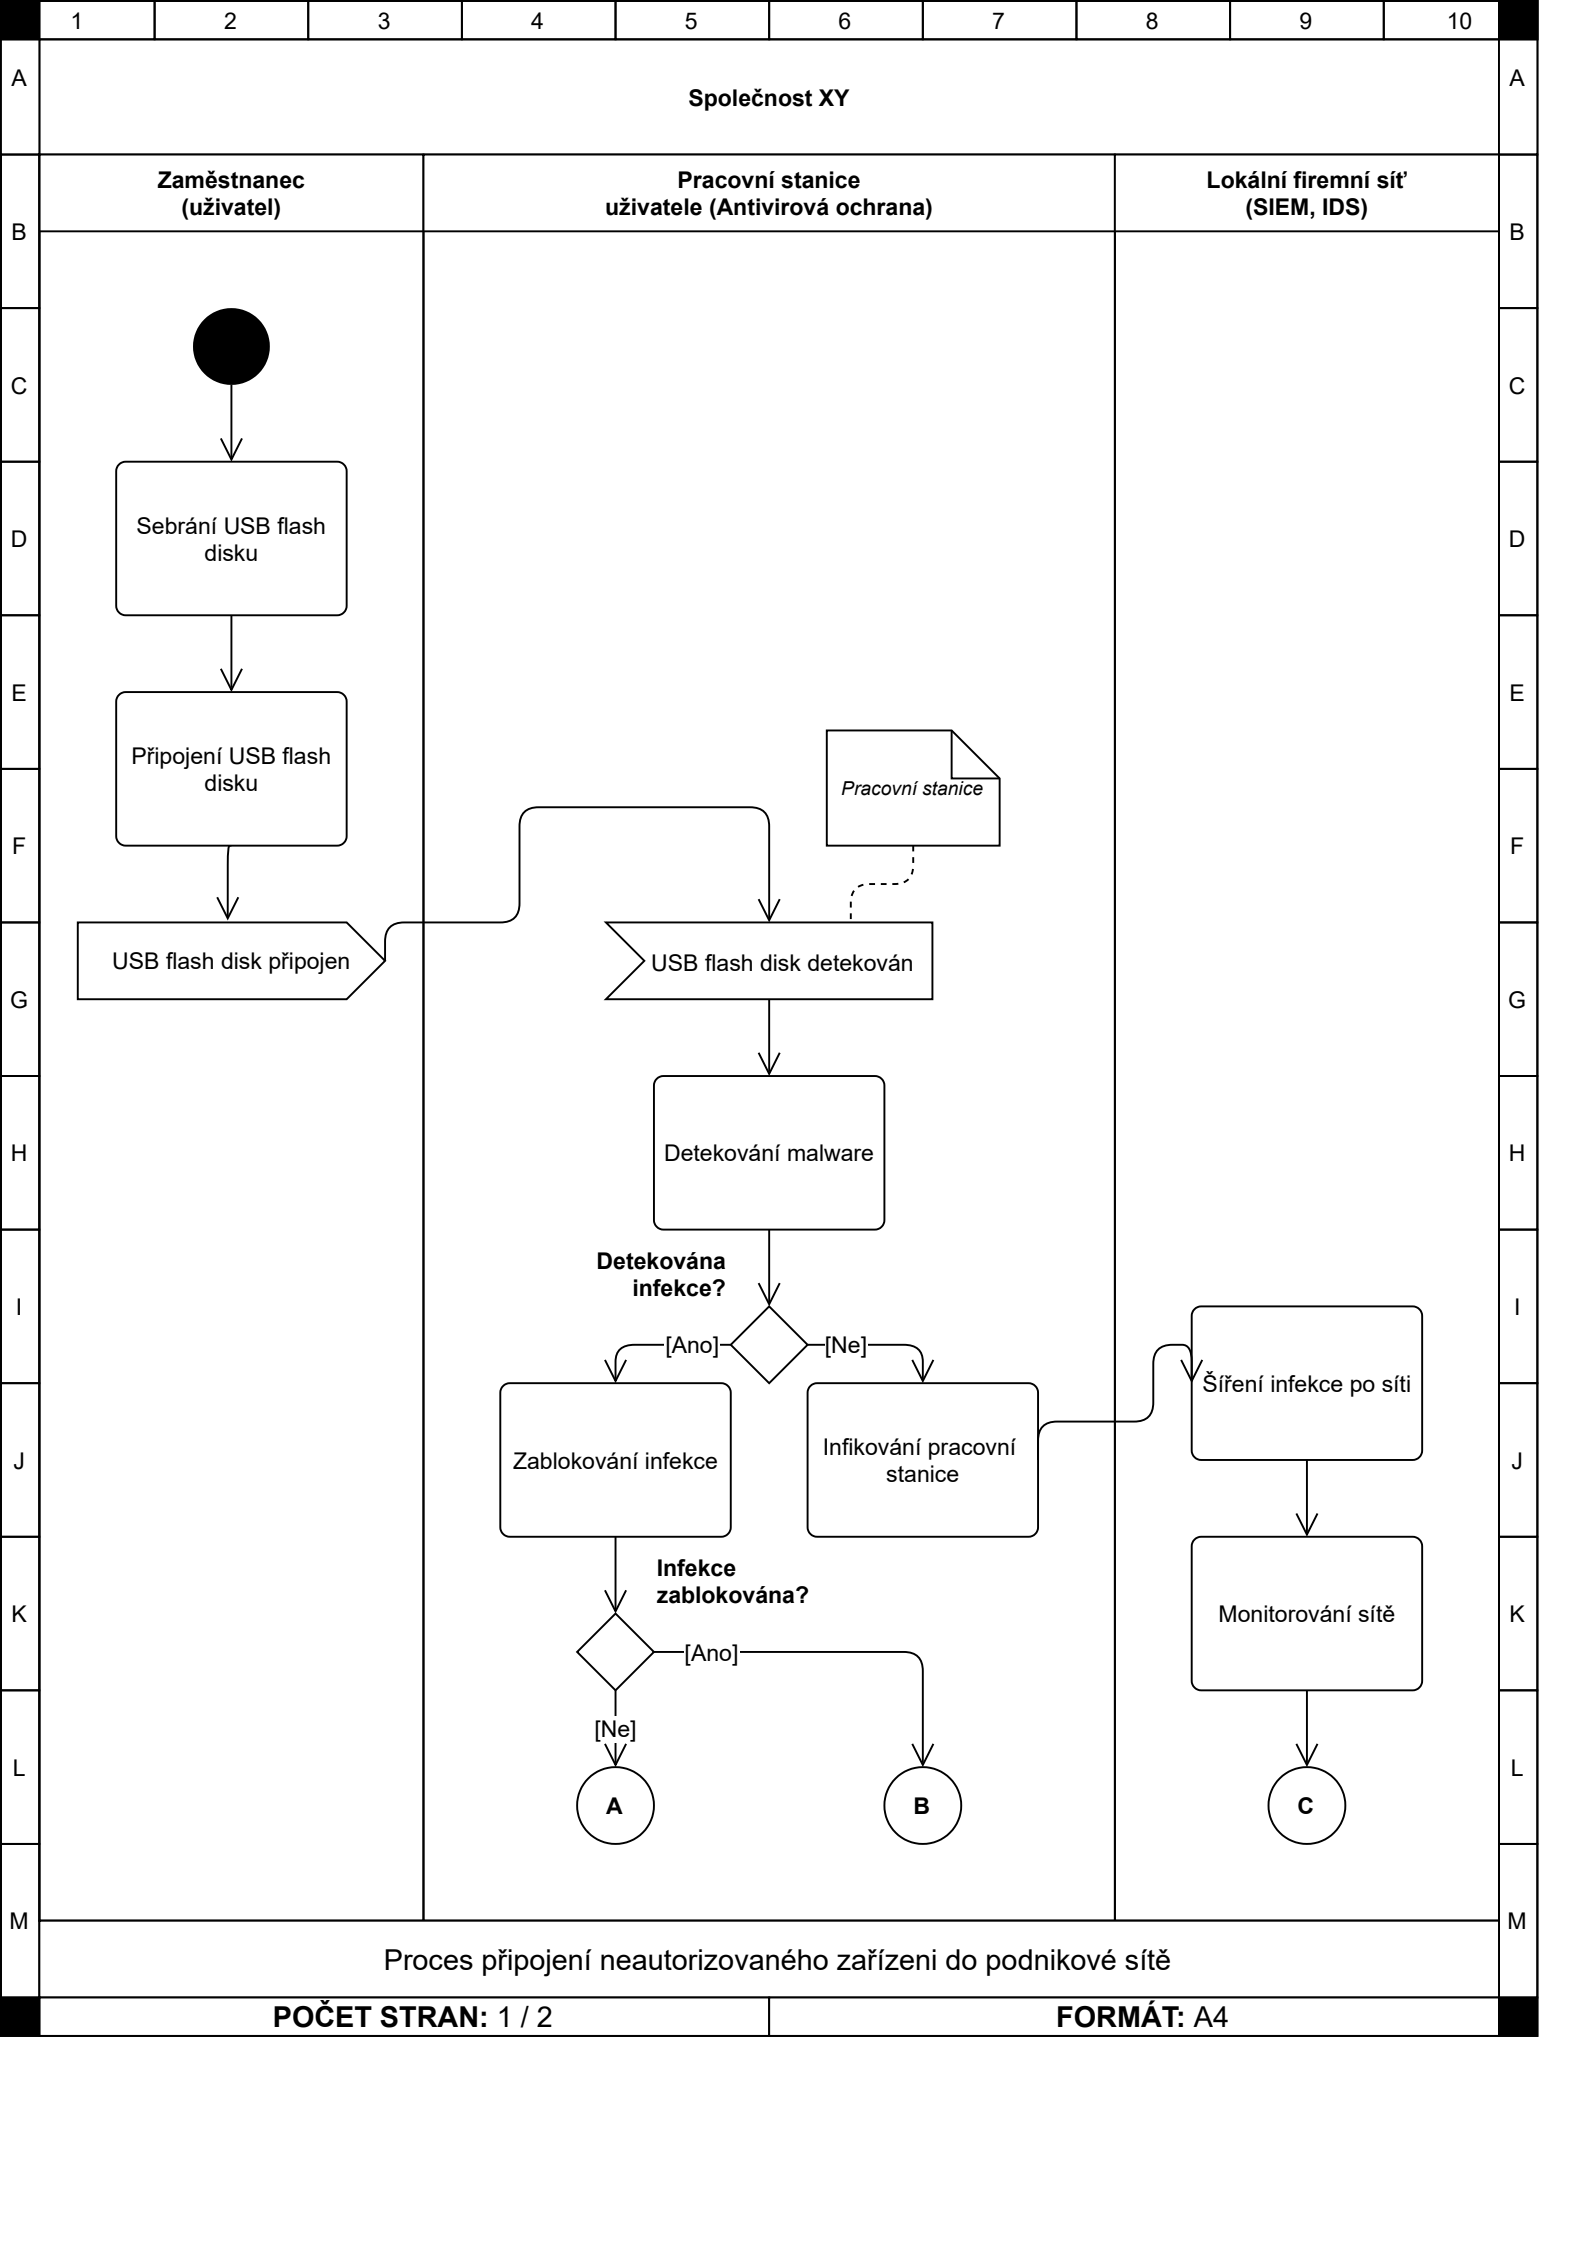 1 2 3 4 5 6 7 8 9 10
A A
Společnost XY
Zaměstnanec
(uživatel)
Pracovní stanice
uživatele (Antivirová ochrana)
Lokální firemní síť
(SIEM, IDS)
B B
C C
Sebrání USB flash
disku
D D
E E
Připojení USB flash
disku
Pracovní stanice
F F
USB flash disk připojen
USB flash disk detekován
G G
Detekování malware
H H
Detekována
infekce?
I I
[Ano] [Ne]
Šíření infekce po síti
Zablokování infekce
Infikování pracovní
stanice
J J
Infekce
zablokována?
Monitorování sítě
K K
[Ano]
[Ne]
L L
A B C
M M
Proces připojení neautorizovaného zařízeni do podnikové sítě
POČET STRAN: 1 / 2
FORMÁT: A4